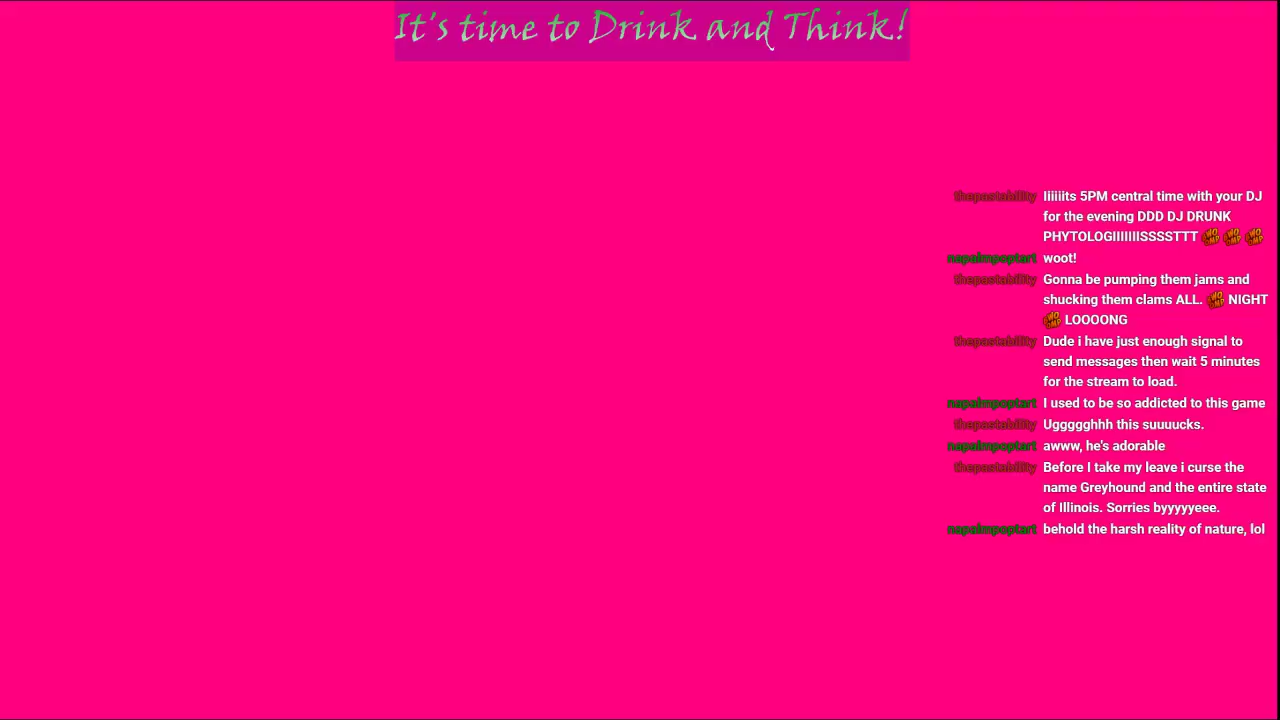 It's time to Drink and Think!
thepastability Iiiiiits 5PM central time with your DJ
for the evening DDD DJ DRUNK
PHYTOLOGIIIIIIISSSSTTT
napalmpoptart woot!
thepastability Gonna be pumping them jams and
shucking them clams ALL. NIGHT
LOOOONG
thepastability Dude i have just enough signal to
send messages then wait 5 minutes
for the stream to load.
napalmpoptart I used to be so addicted to this game
thepastability Uggggghhh this suuuucks.
napalmpoptart awww, he's adorable
thepastability Before I take my leave i curse the
name Greyhound and the entire state
of Illinois. Sorries byyyyyeee.
napalmpoptart behold the harsh reality of nature, lol